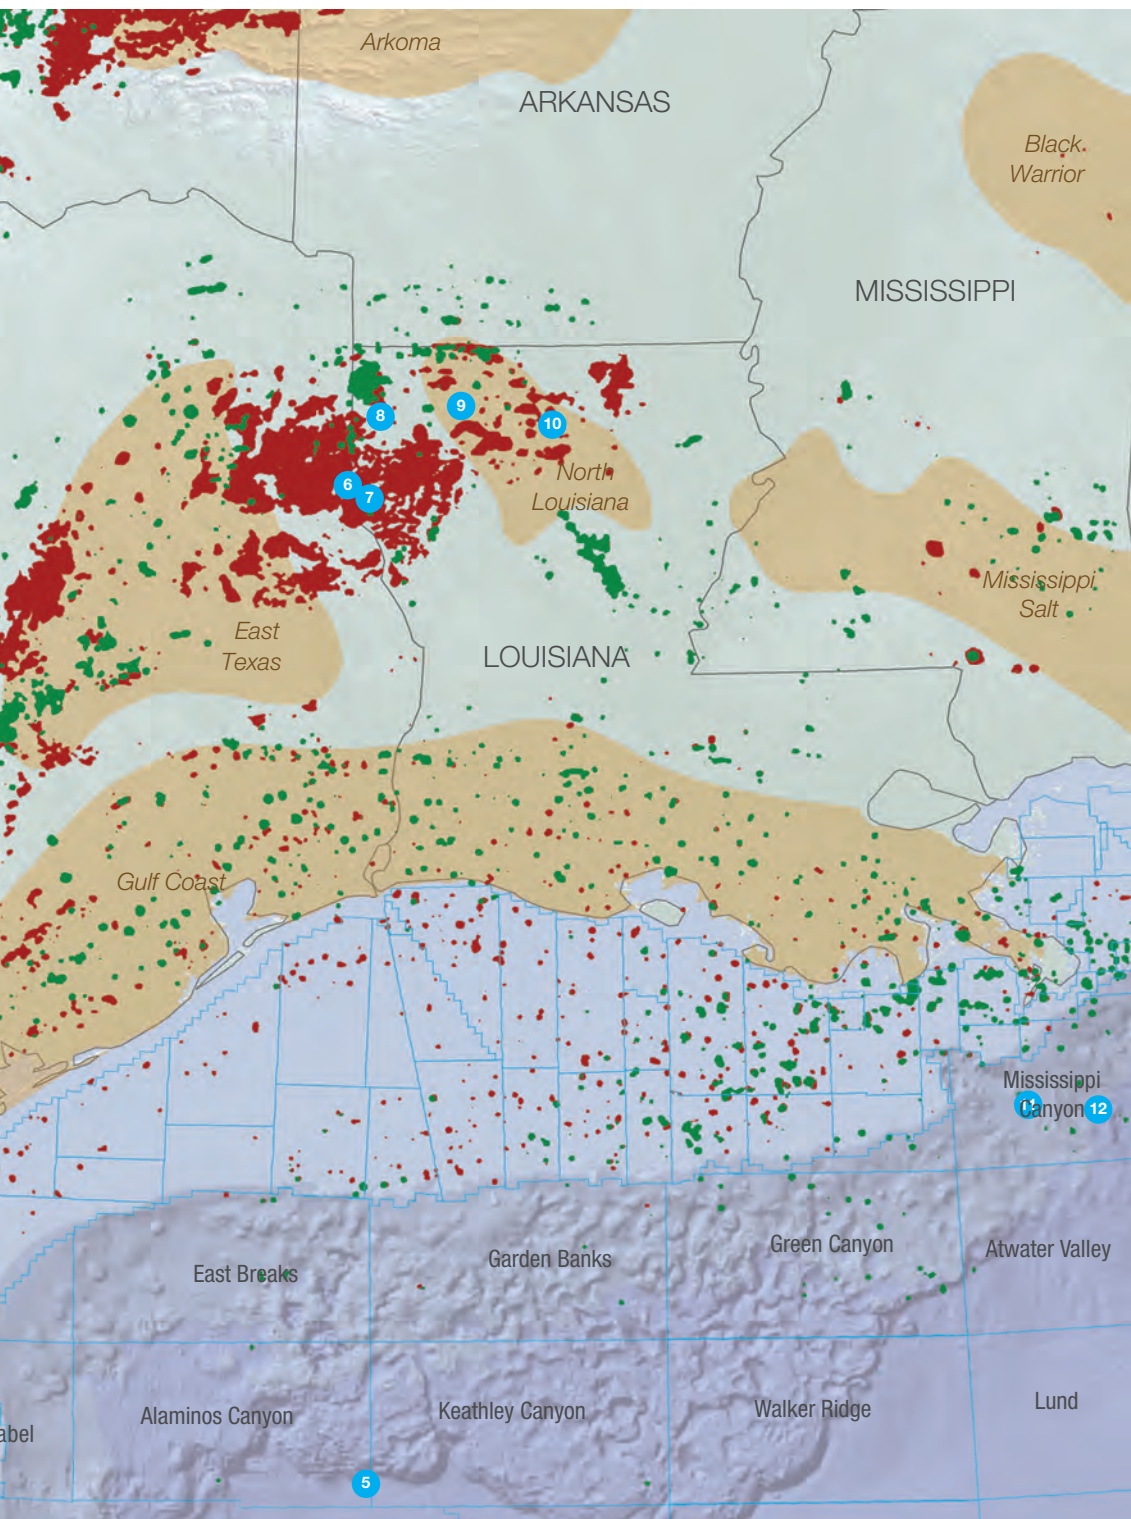 Arkoma
ARKANSAS
Black
Warrior
MISSISSIPPI
9
8
10
North
Louisiana
6
7
Mississippi
Salt
East
Texas
LOUISIANA
Gulf Coast
Mississippi
Canyon
11
12
Green Canyon
Atwater Valley
Garden Banks
East Breaks
Lund
Walker Ridge
Keathley Canyon
Alaminos Canyon
abel
5